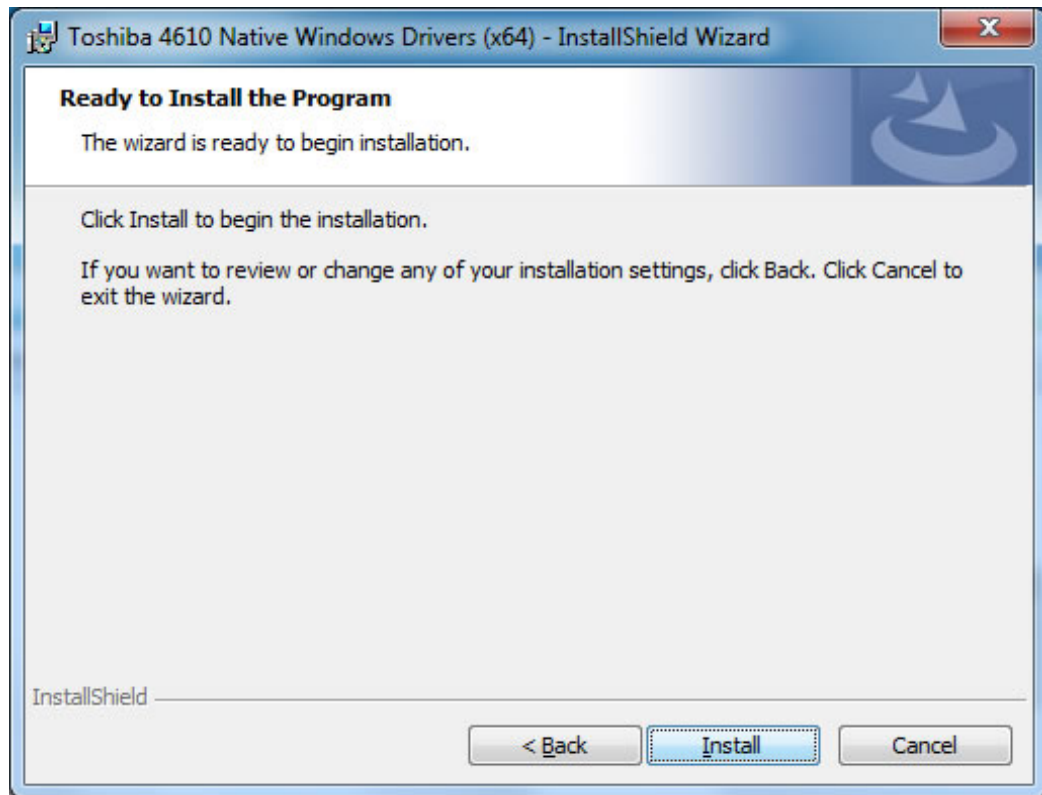 Toshiba 4610 Native Windows Drivers (x64) - InstallShield Wizard
Ready to Install the Program
The wizard is ready to begin installation.
Click Install to begin the installation.
If you want to review or change any of your installation settings, click Back. Click Cancel to
exit the wizard.
InstallShield
< Back
Install
Cancel